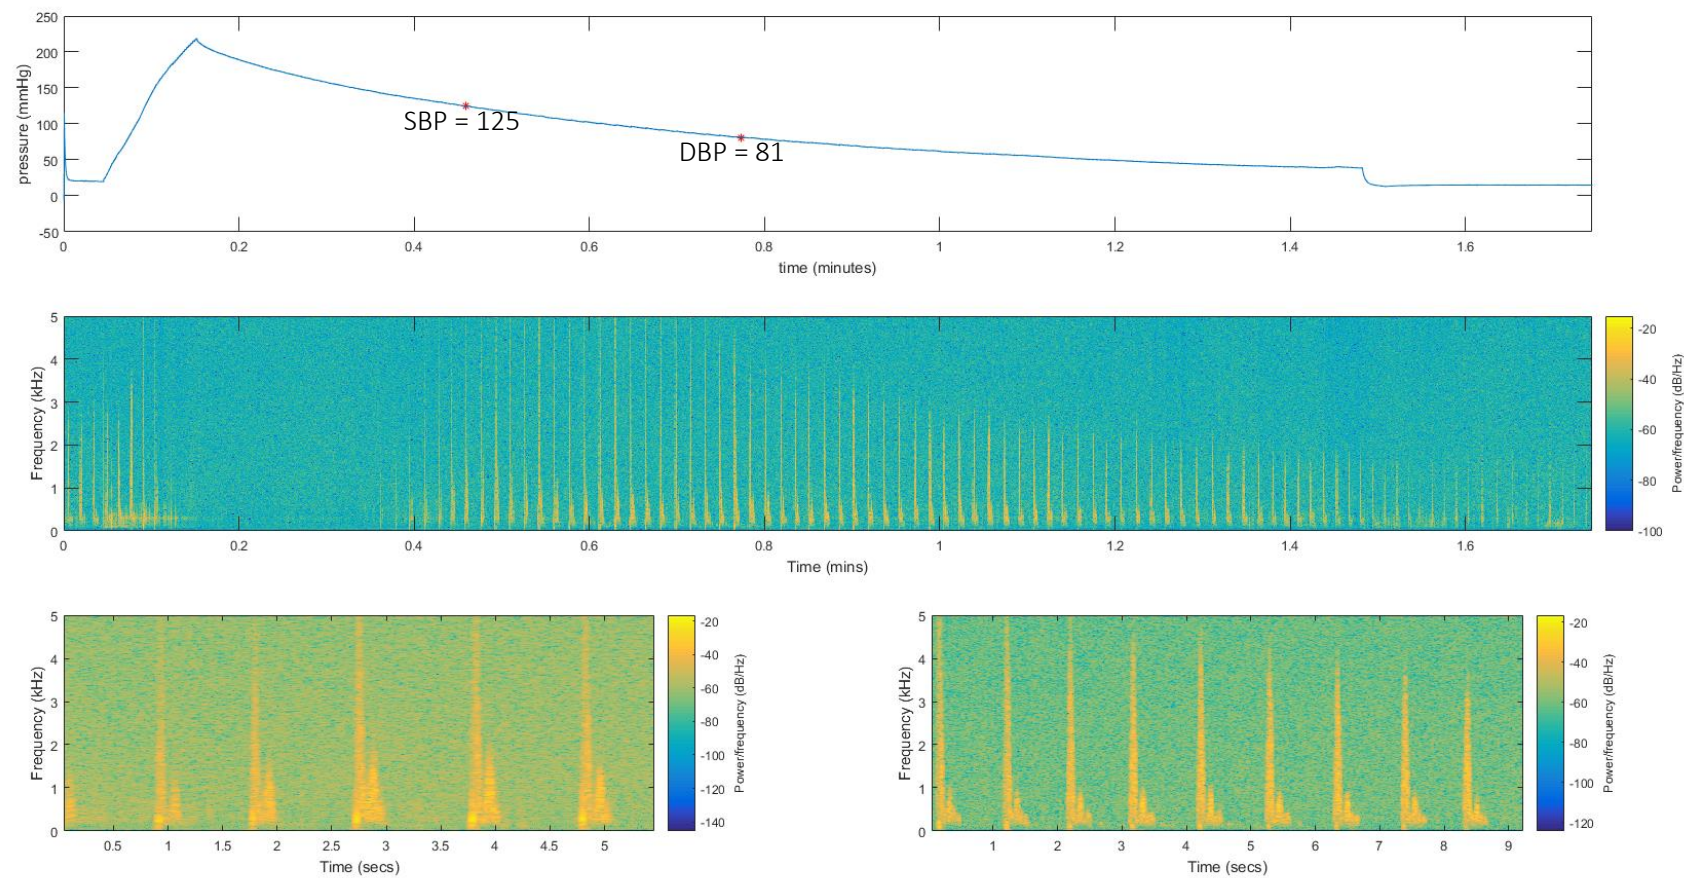 250
200
150
100
50
0
-50
pressure (mmHg)
SBP = 125
DBP = 81
0 0.2 0.4 0.6 0.8 1 1.2 1.4 1.6
time (minutes)
5
4
3
2
1
0
Frequency (kHz)
0 0.2 0.4 0.6 0.8 1 1.2 1.4 1.6
Time (mins)
-20
-40
-60
-80
-100
Power/frequency (dB/Hz)
5
4
3
2
1
0
Frequency (kHz)
0.5 1 1.5 2 2.5 3 3.5 4 4.5 5
Time (secs)
-20
-40
-60
-80
-100
-120
-140
Power/frequency (dB/Hz)
5
4
3
2
1
0
Frequency (kHz)
1 2 3 4 5 6 7 8 9
Time (secs)
-20
-40
-60
-80
-100
-120
Power/frequency (dB/Hz)